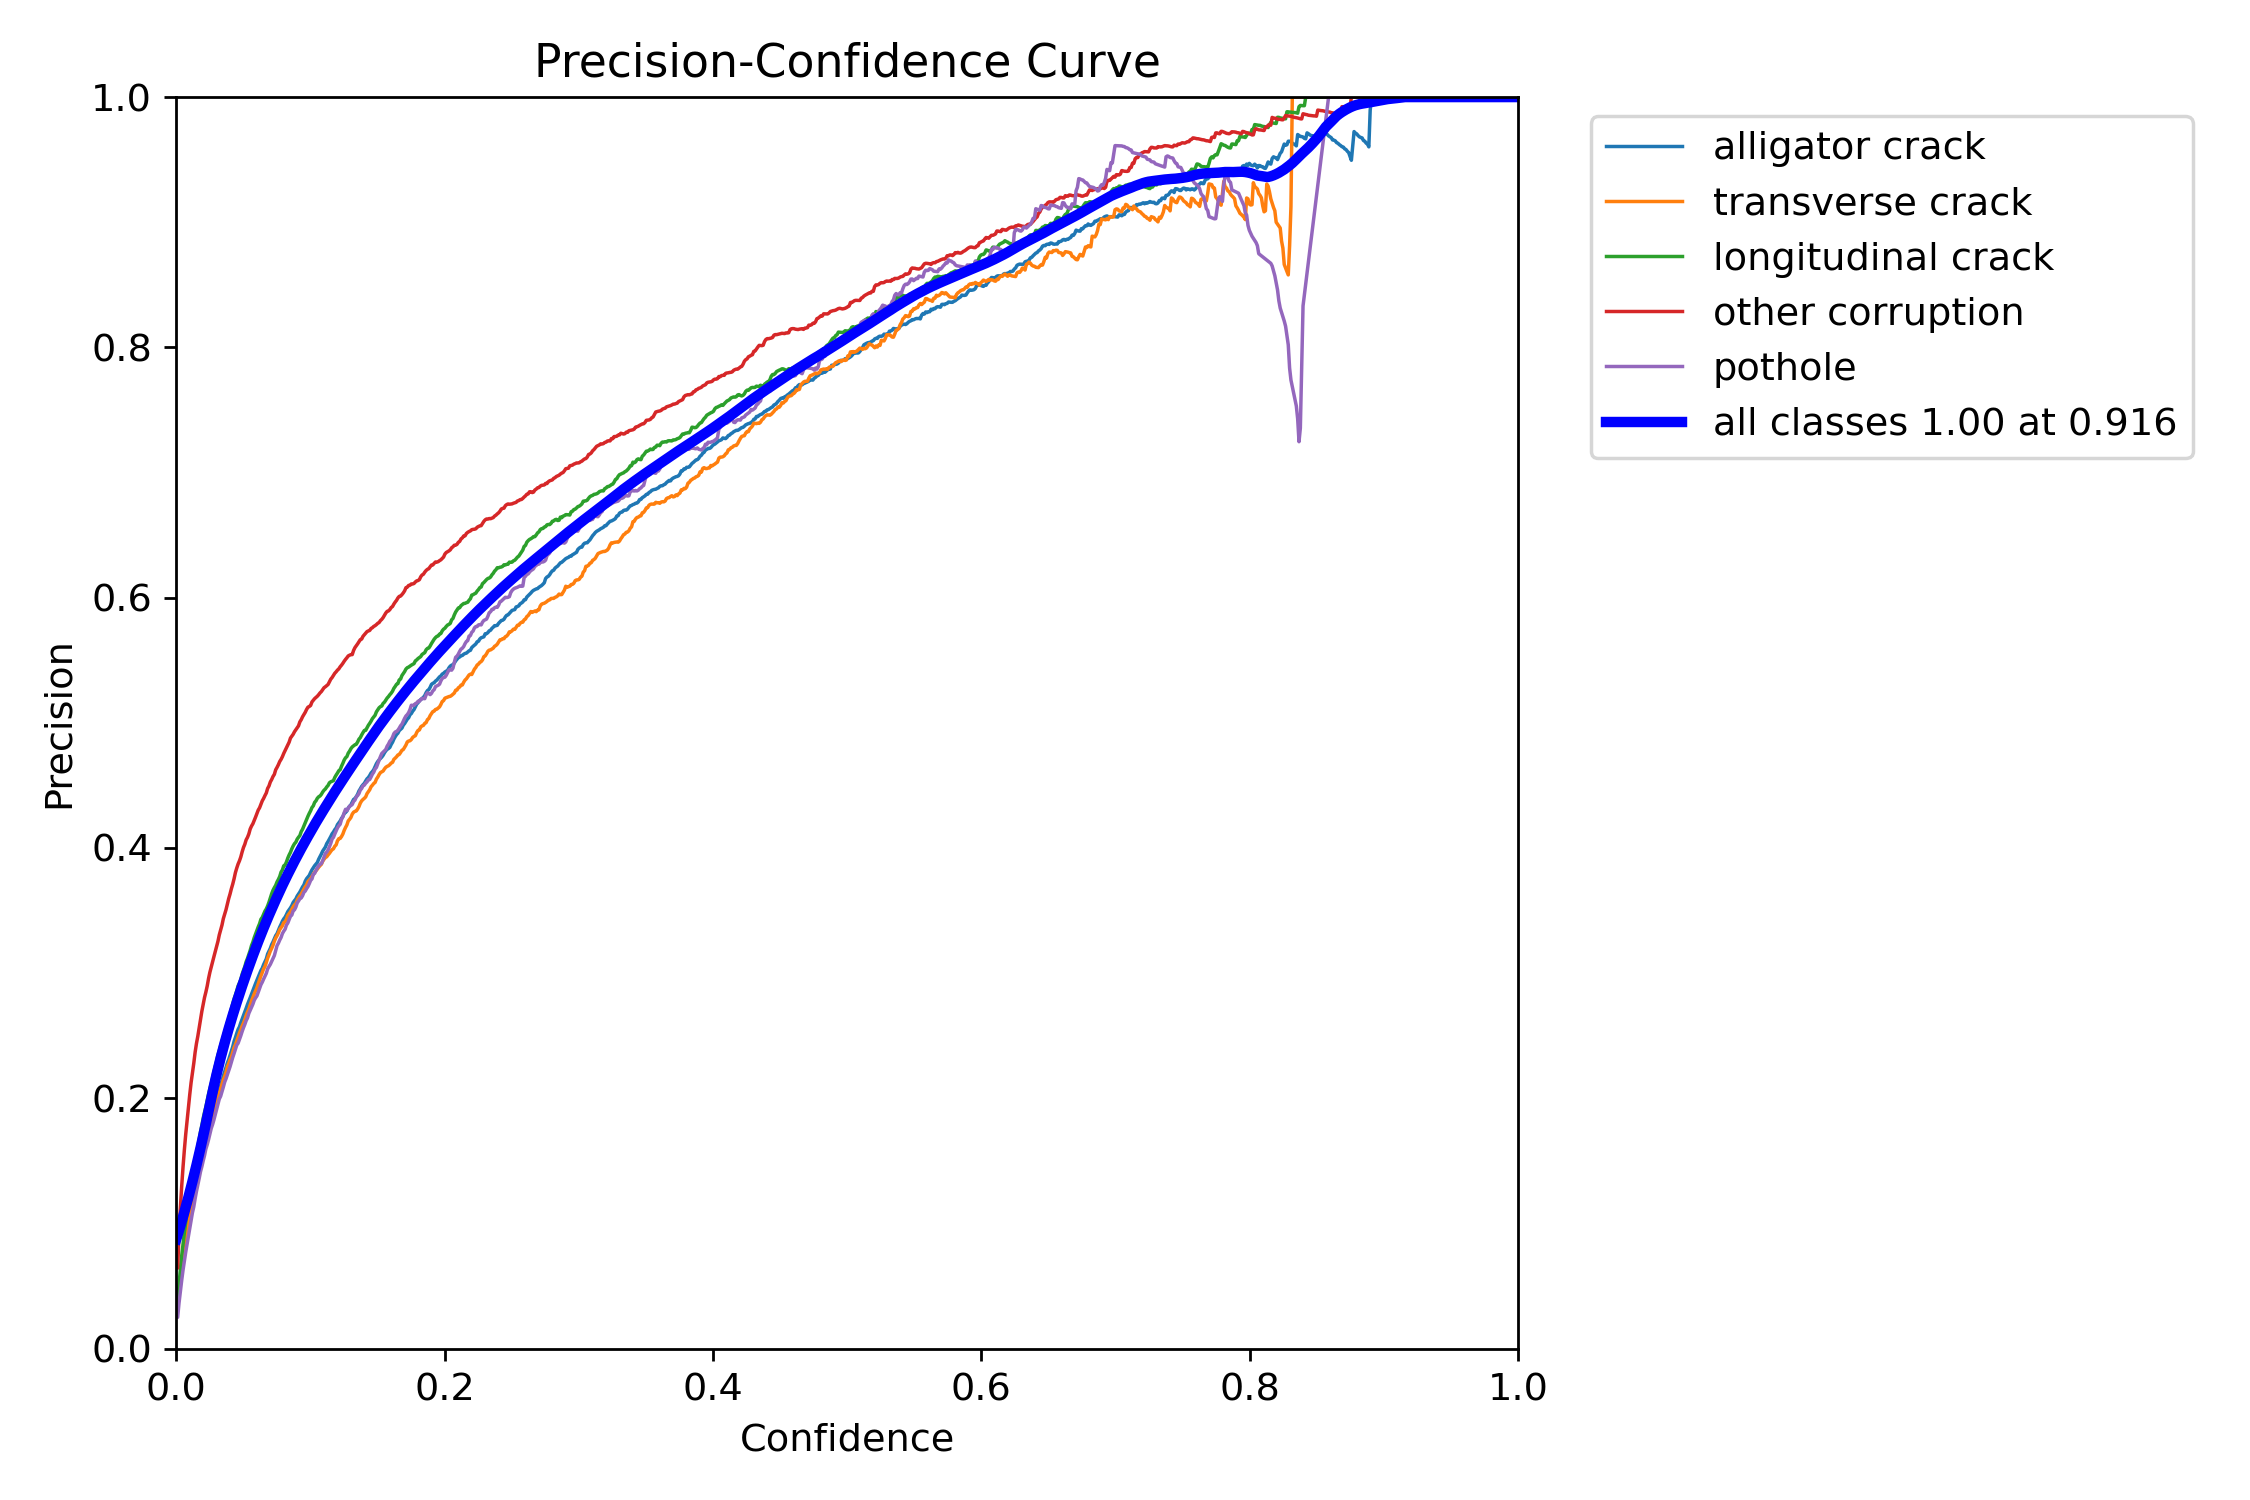 Precision-Confidence Curve
1.0
0.8
0.6
0.4
0.2
0.0
Precision
0.0 0.2 0.4 0.6 0.8 1.0
Confidence
alligator crack
transverse crack
longitudinal crack
other corruption
pothole
all classes 1.00 at 0.916